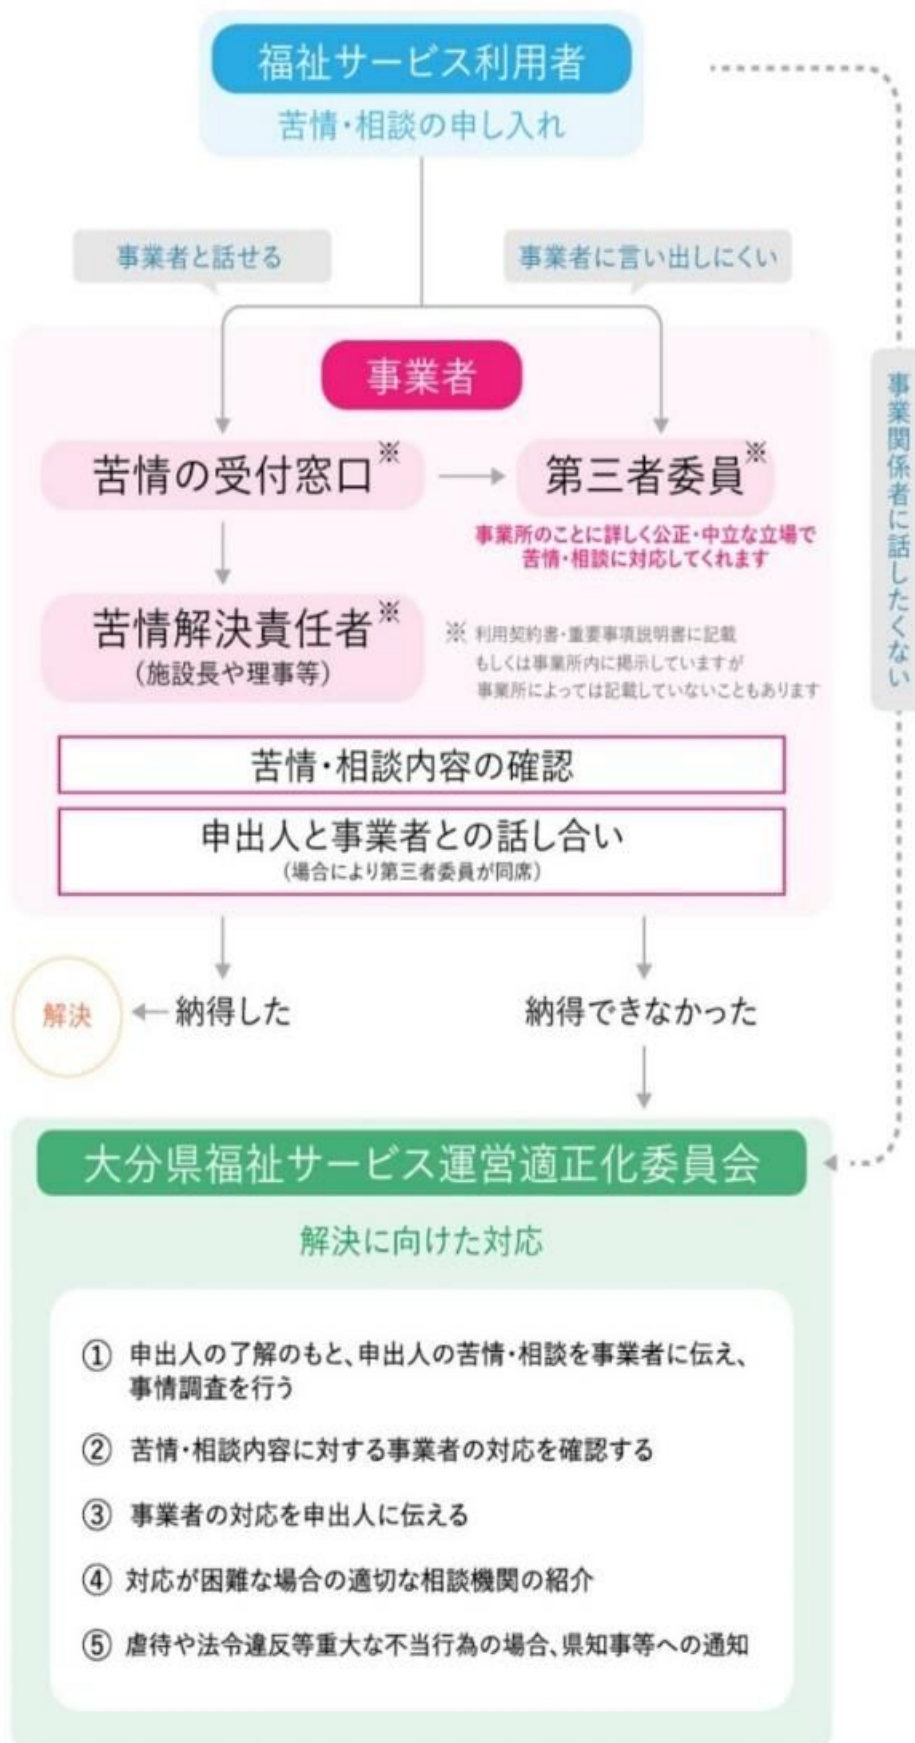 福祉サービス利用者
苦情・相談の申し入れ
事業者と話せる
事業者に言い出しにくい
事業関係者に話したくない
事業者
苦情の受付窓口※
第三者委員※
事業所のことに詳しく公正・中立な立場で
苦情・相談に対応してくれます
苦情解決責任者※
(施設長や理事等)
※ 利用契約書・重要事項説明書に記載
もしくは事業所内に掲示していますが
事業所によっては記載していないこともあります
苦情・相談内容の確認
申出人と事業者との話し合い
(場合により第三者委員が同席)
解決
納得した
納得できなかった
大分県福祉サービス運営適正化委員会
解決に向けた対応
① 申出人の了解のもと、申出人の苦情・相談を事業者に伝え、
事情調査を行う
② 苦情・相談内容に対する事業者の対応を確認する
③ 事業者の対応を申出人に伝える
④ 対応が困難な場合の適切な相談機関の紹介
⑤ 虐待や法令違反等重大な不当行為の場合、県知事等への通知